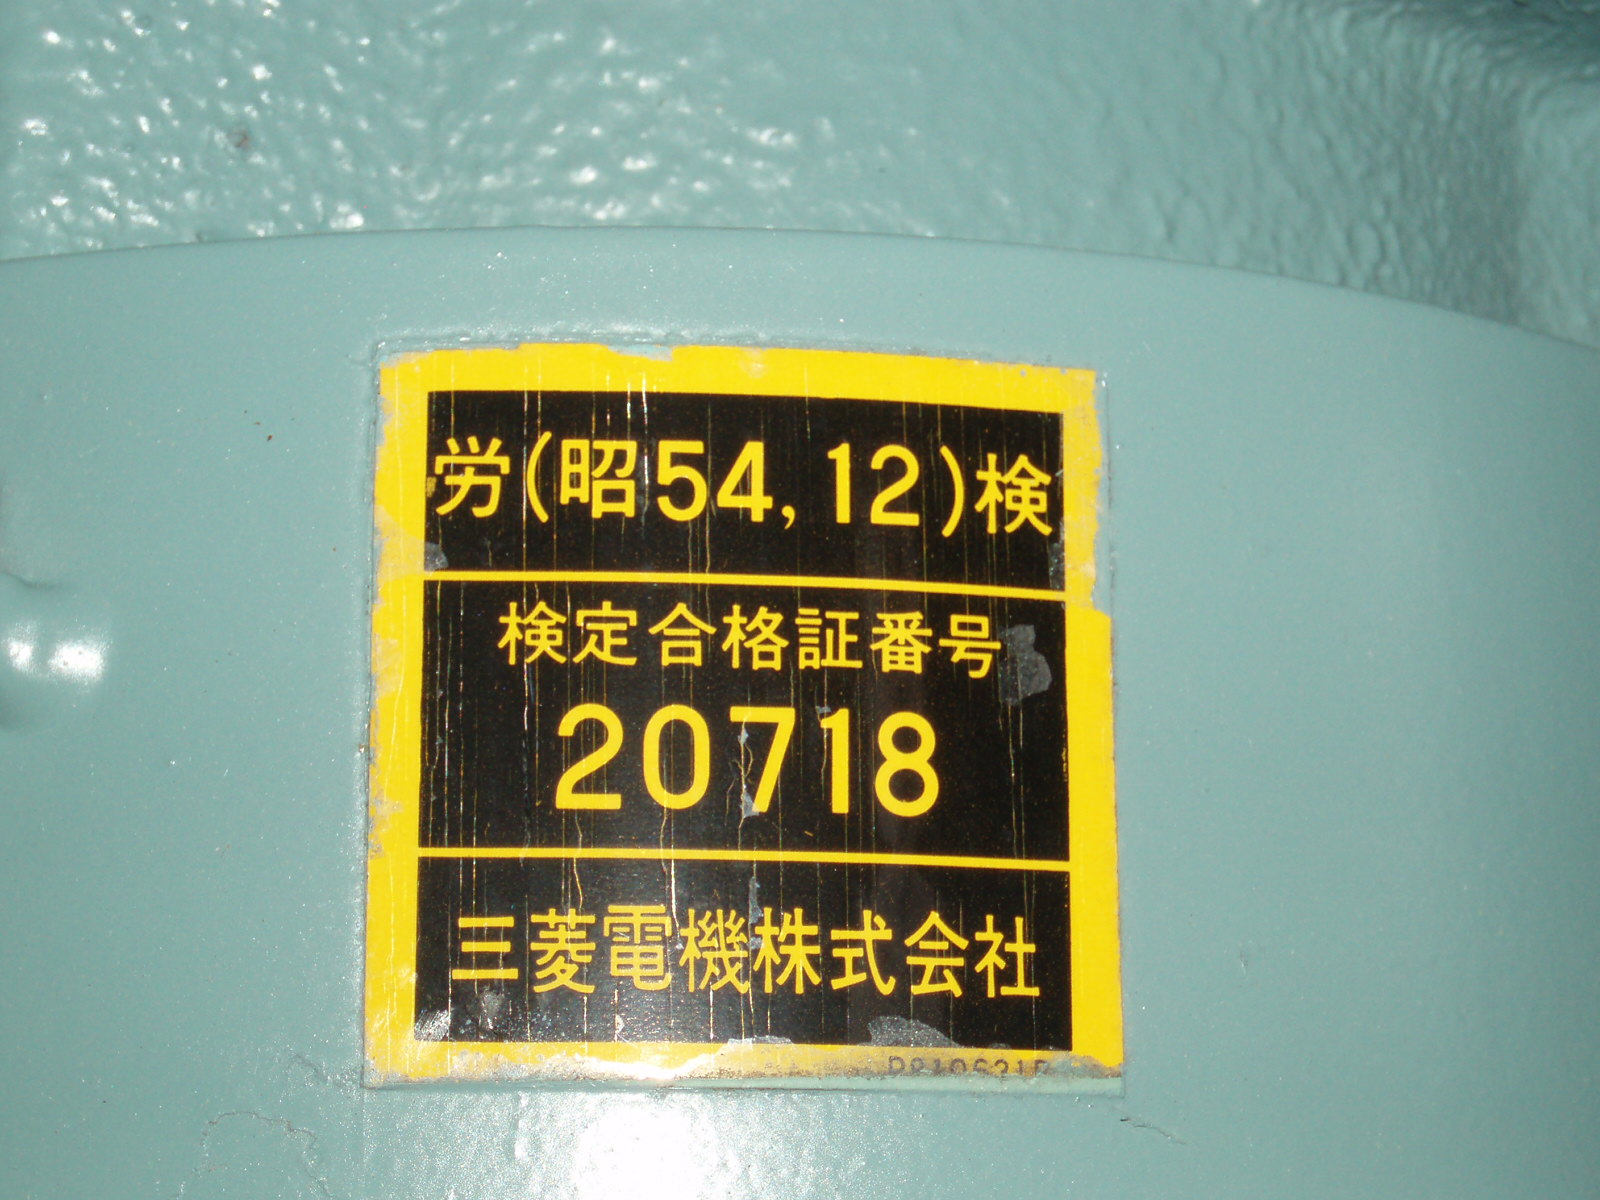 労(昭54,12)検
検定合格証番号
20718
三菱電機株式会社